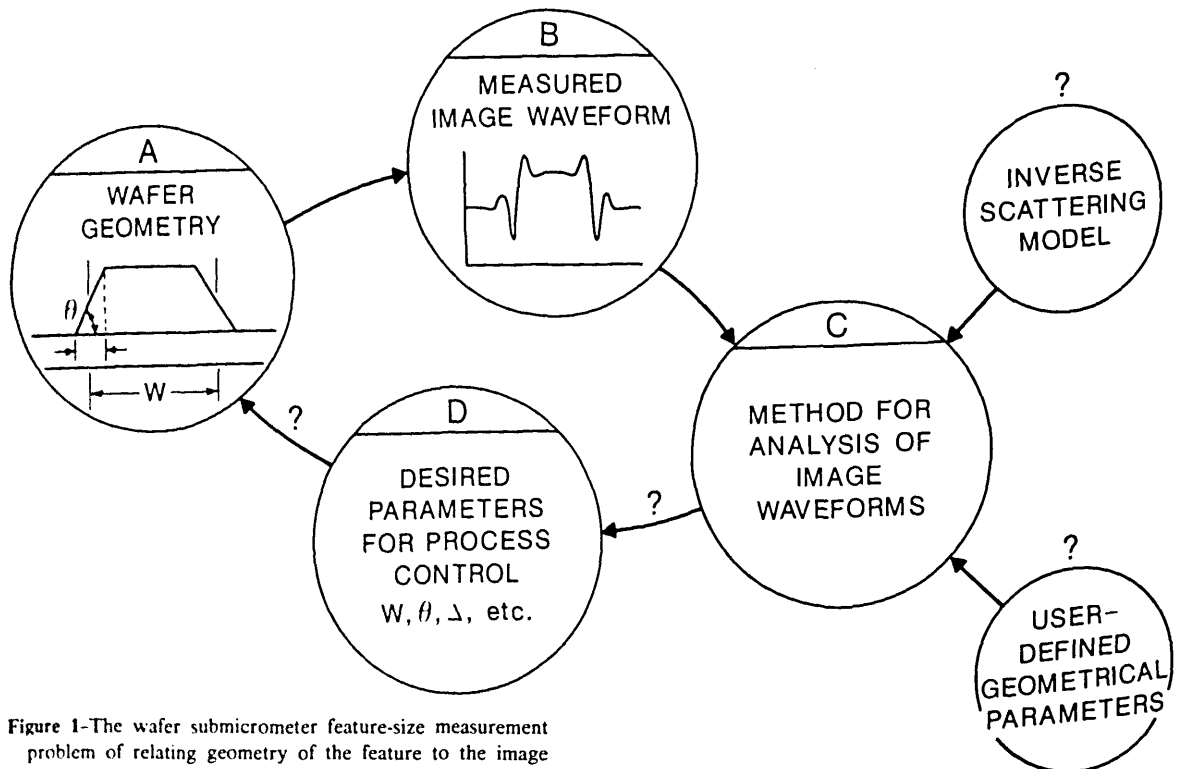 A
WAFER
GEOMETRY
θ
W
B
MEASURED
IMAGE WAVEFORM
?
INVERSE
SCATTERING
MODEL
C
METHOD FOR
ANALYSIS OF
IMAGE
WAVEFORMS
?
D
DESIRED
PARAMETERS
FOR PROCESS
CONTROL
W, θ, ⊿, etc.
?
?
USER-
DEFINED
GEOMETRICAL
PARAMETERS
Figure 1-The wafer submicrometer feature-size measurement
problem of relating geometry of the feature to the image